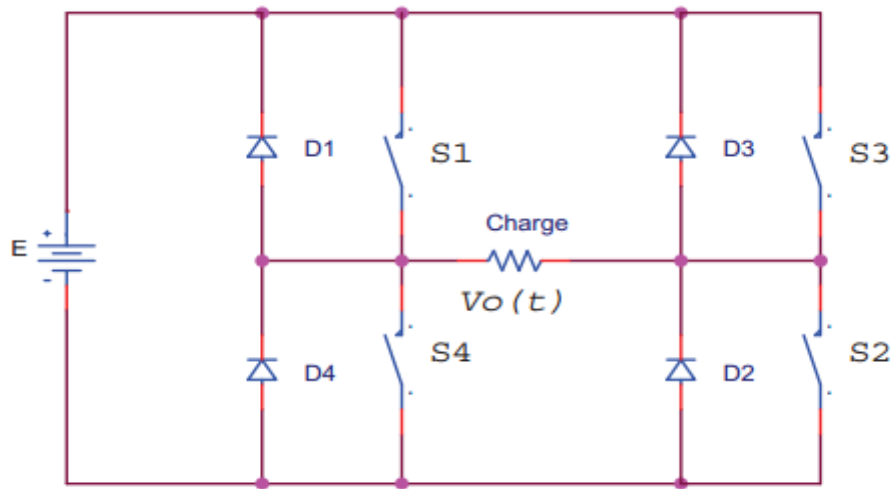 D1
S1
D3
S3
Charge
+
E
-
Vo(t)
D4
S4
D2
S2